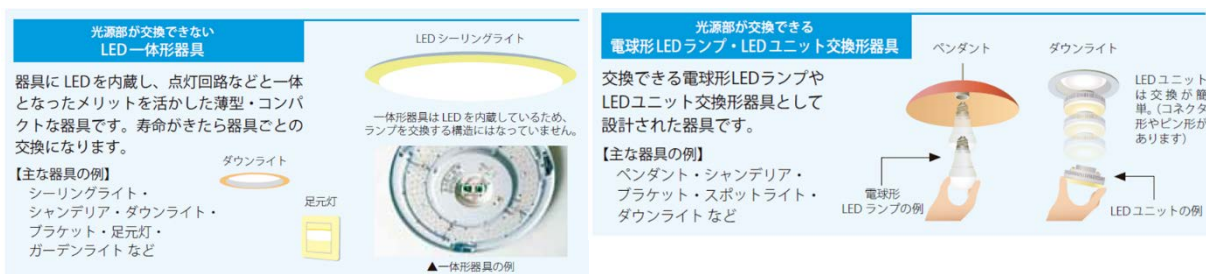 光源部が交換できない
LED一体形器具
器具にLEDを内蔵し、点灯回路などと一体
となったメリットを活かした薄型・コンパ
クトな器具です。寿命がきたら器具ごとの
交換になります。
【主な器具の例】
シーリングライト・
シャンデリア・ダウンライト・
ブラケット・足元灯・
ガーデンライト など
ダウンライト
足元灯
LEDシーリングライト
一体形器具はLEDを内蔵しているため、
ランプを交換する構造にはなっていません。
▲一体形器具の例
光源部が交換できる
電球形LEDランプ・LEDユニット交換形器具
交換できる電球形LEDランプや
LEDユニット交換形器具として
設計された器具です。
【主な器具の例】
ペンダント・シャンデリア・
ブラケット・スポットライト・
ダウンライト など
ペンダント
電球形
LEDランプの例
ダウンライト
LEDユニット
は交換が簡
単。(コネクタ
形やピン形が
あります)
LEDユニットの例